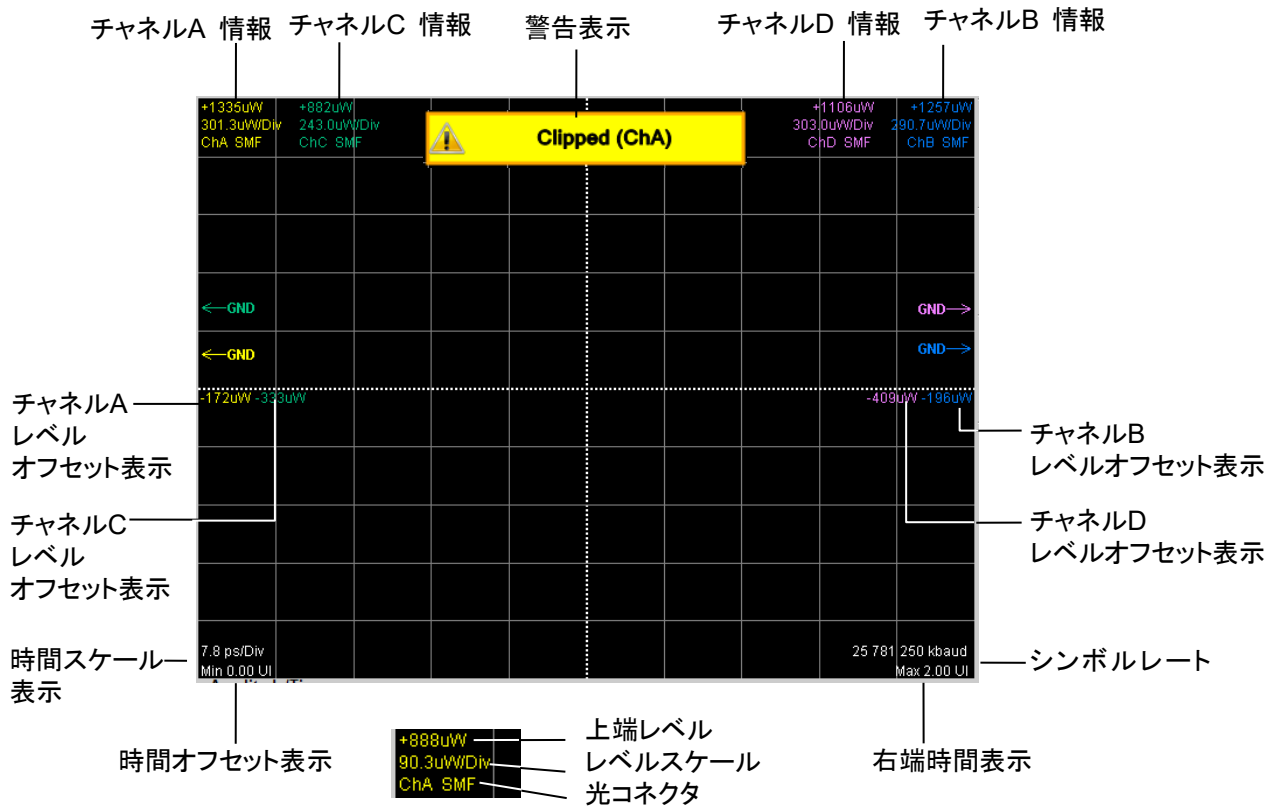 チャネルA 情報 チャネルC 情報 警告表示 チャネルD 情報 チャネルB 情報
+1335uW +882uW +1106uW +1257uW
301.3uW/Div 243.0uW/Div Clipped (ChA) 303.0uW/Div 290.7uW/Div
ChA SMF ChC SMF ChD SMF ChB SMF
←GND GND→
←GND GND→
-172uW -333uW -409uW -196uW
チャネルA
レベル
オフセット表示
チャネルB
レベルオフセット表示
チャネルC
レベル
オフセット表示
チャネルD
レベルオフセット表示
7.8 ps/Div 25 781 250 kbaud
Min 0.00 UI Max 2.00 UI
時間スケール
表示
シンボルレート
時間オフセット表示
+888uW 上端レベル
90.3uW/Div レベルスケール
ChA SMF 光コネクタ
右端時間表示